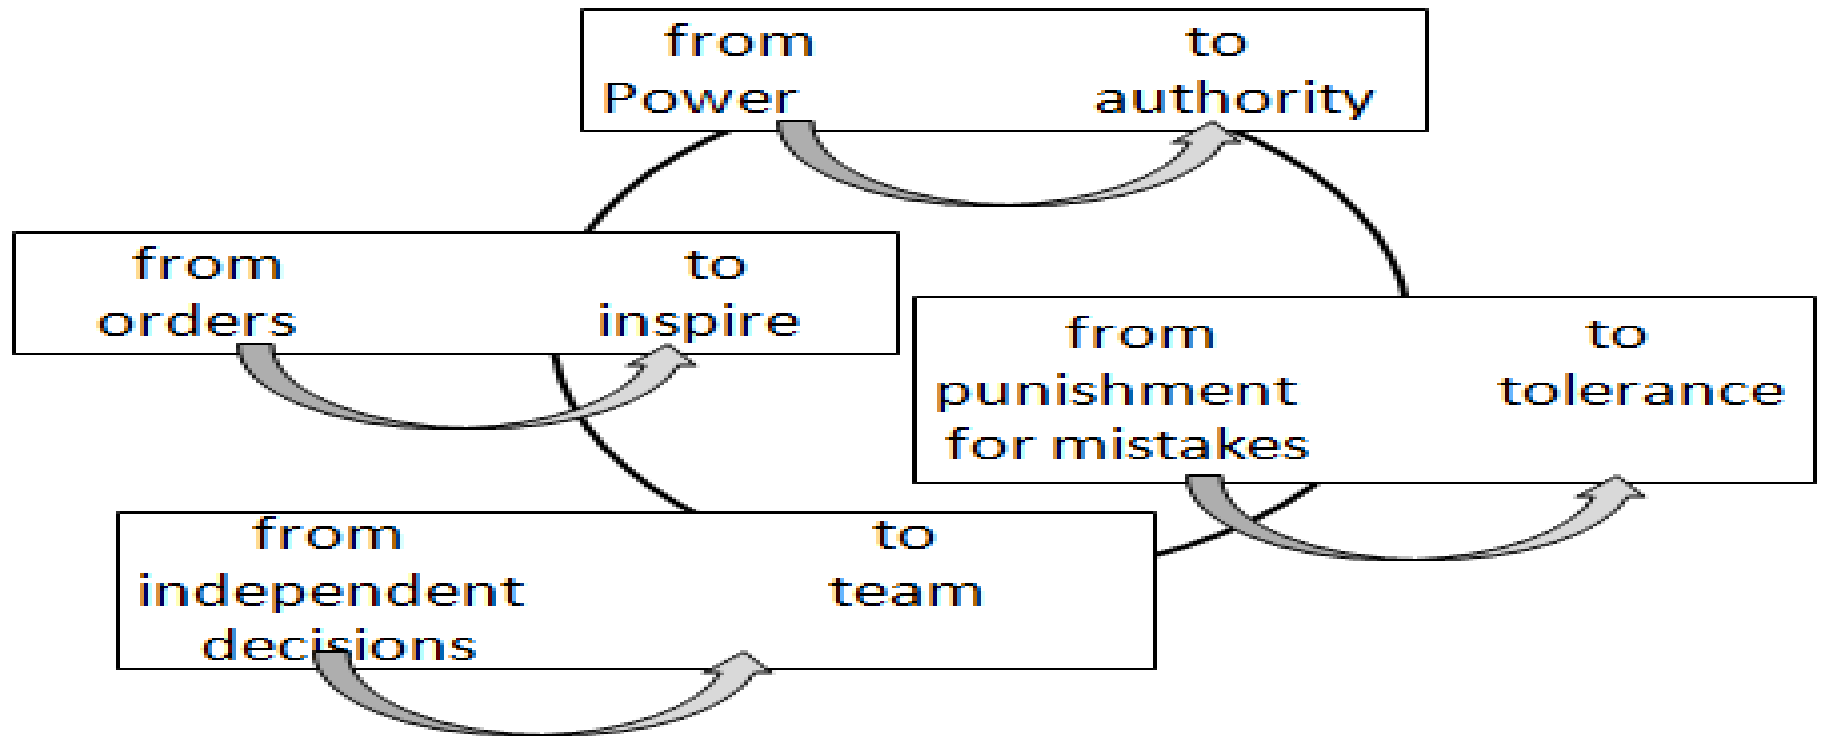 from to
Power authority
from to
orders inspire
from to
punishment tolerance
for mistakes
from to
independent team
decisions